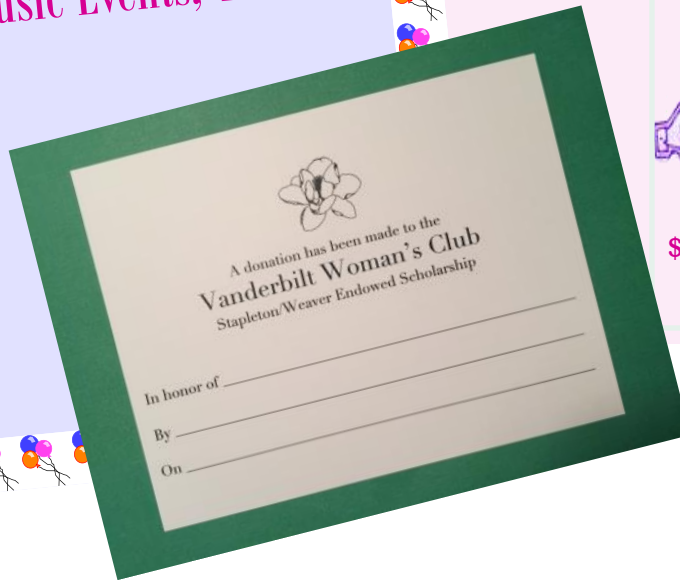 Events,
A donation has been made to the
Vanderbilt Woman's Club
Stapleton/Weaver Endowed Scholarship
In honor of
By
On
$